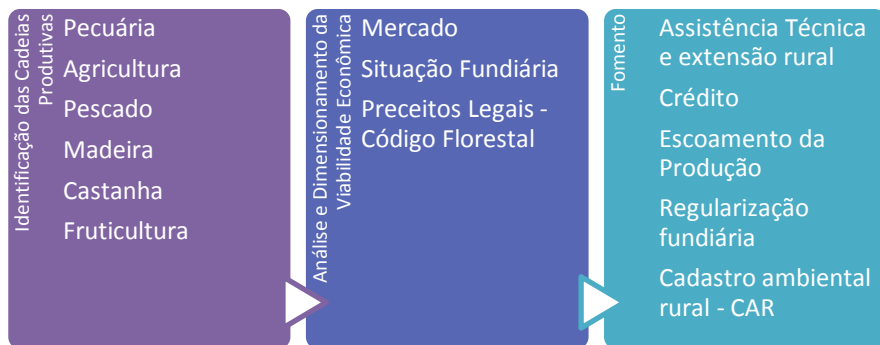 Identificação das Cadeias
Produtivas
Pecuária
Agricultura
Pescado
Madeira
Castanha
Fruticultura
Análise e Dimensionamento da
Viabilidade Econômica
Mercado
Situação Fundiária
Preceitos Legais -
Código Florestal
Fomento
Assistência Técnica
e extensão rural
Crédito
Escoamento da
Produção
Regularização
fundiária
Cadastro ambiental
rural - CAR